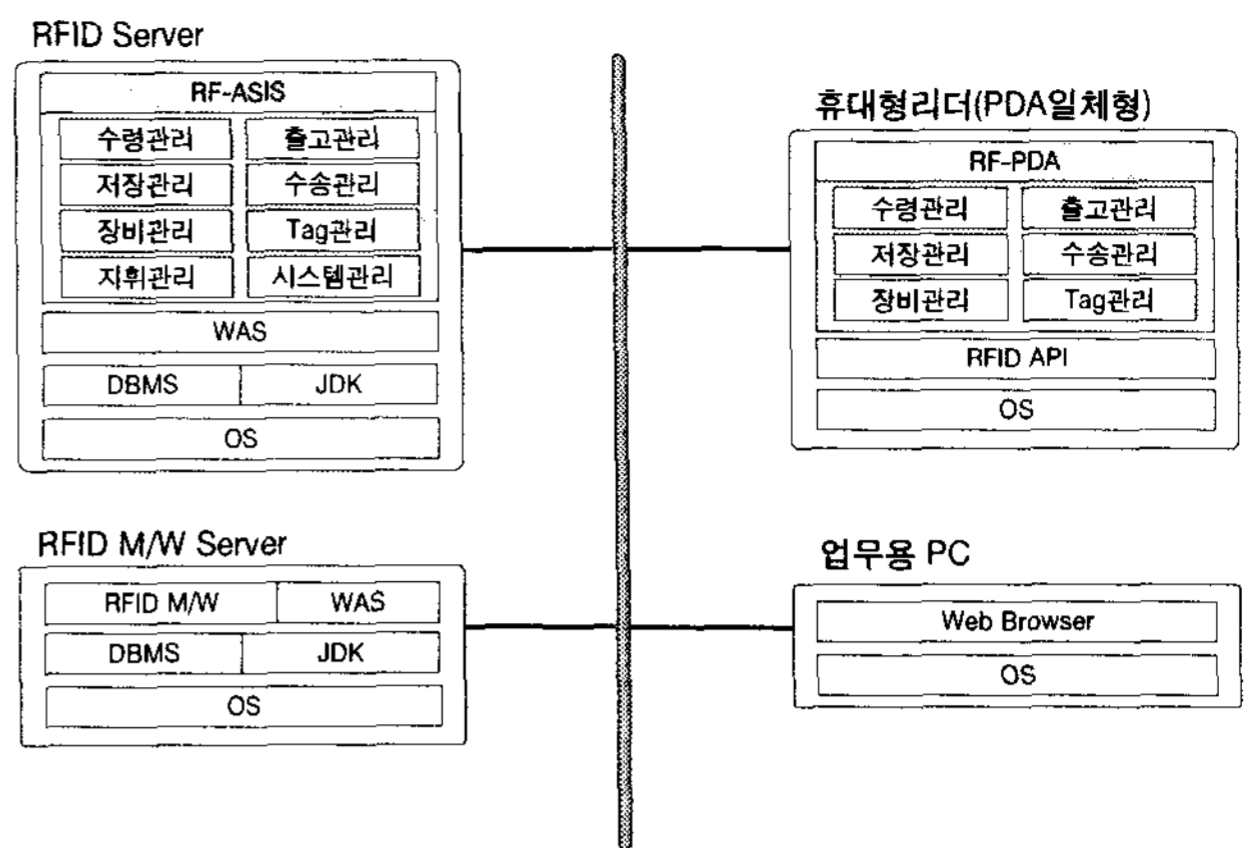 RFID Server
RF-ASIS
수령관리 출고관리
저장관리 수송관리
장비관리 Tag관리
지휘관리 시스템관리
WAS
DBMS JDK
OS
휴대형리더(PDA일체형)
RF-PDA
수령관리 출고관리
저장관리 수송관리
장비관리 Tag관리
RFID API
OS
RFID M/W Server
RFID M/W WAS
DBMS JDK
OS
업무용 PC
Web Browser
OS